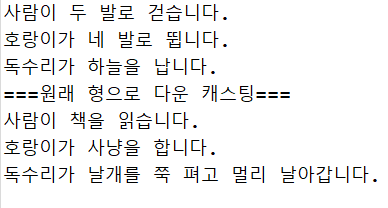 사람이 두 발로 걷습니다.
호랑이가 네 발로 뜁니다.
독수리가 하늘을 납니다.
===원래 형으로 다운 캐스팅===
사람이 책을 읽습니다.
호랑이가 사냥을 합니다.
독수리가 날개를 쭉 펴고 멀리 날아갑니다.